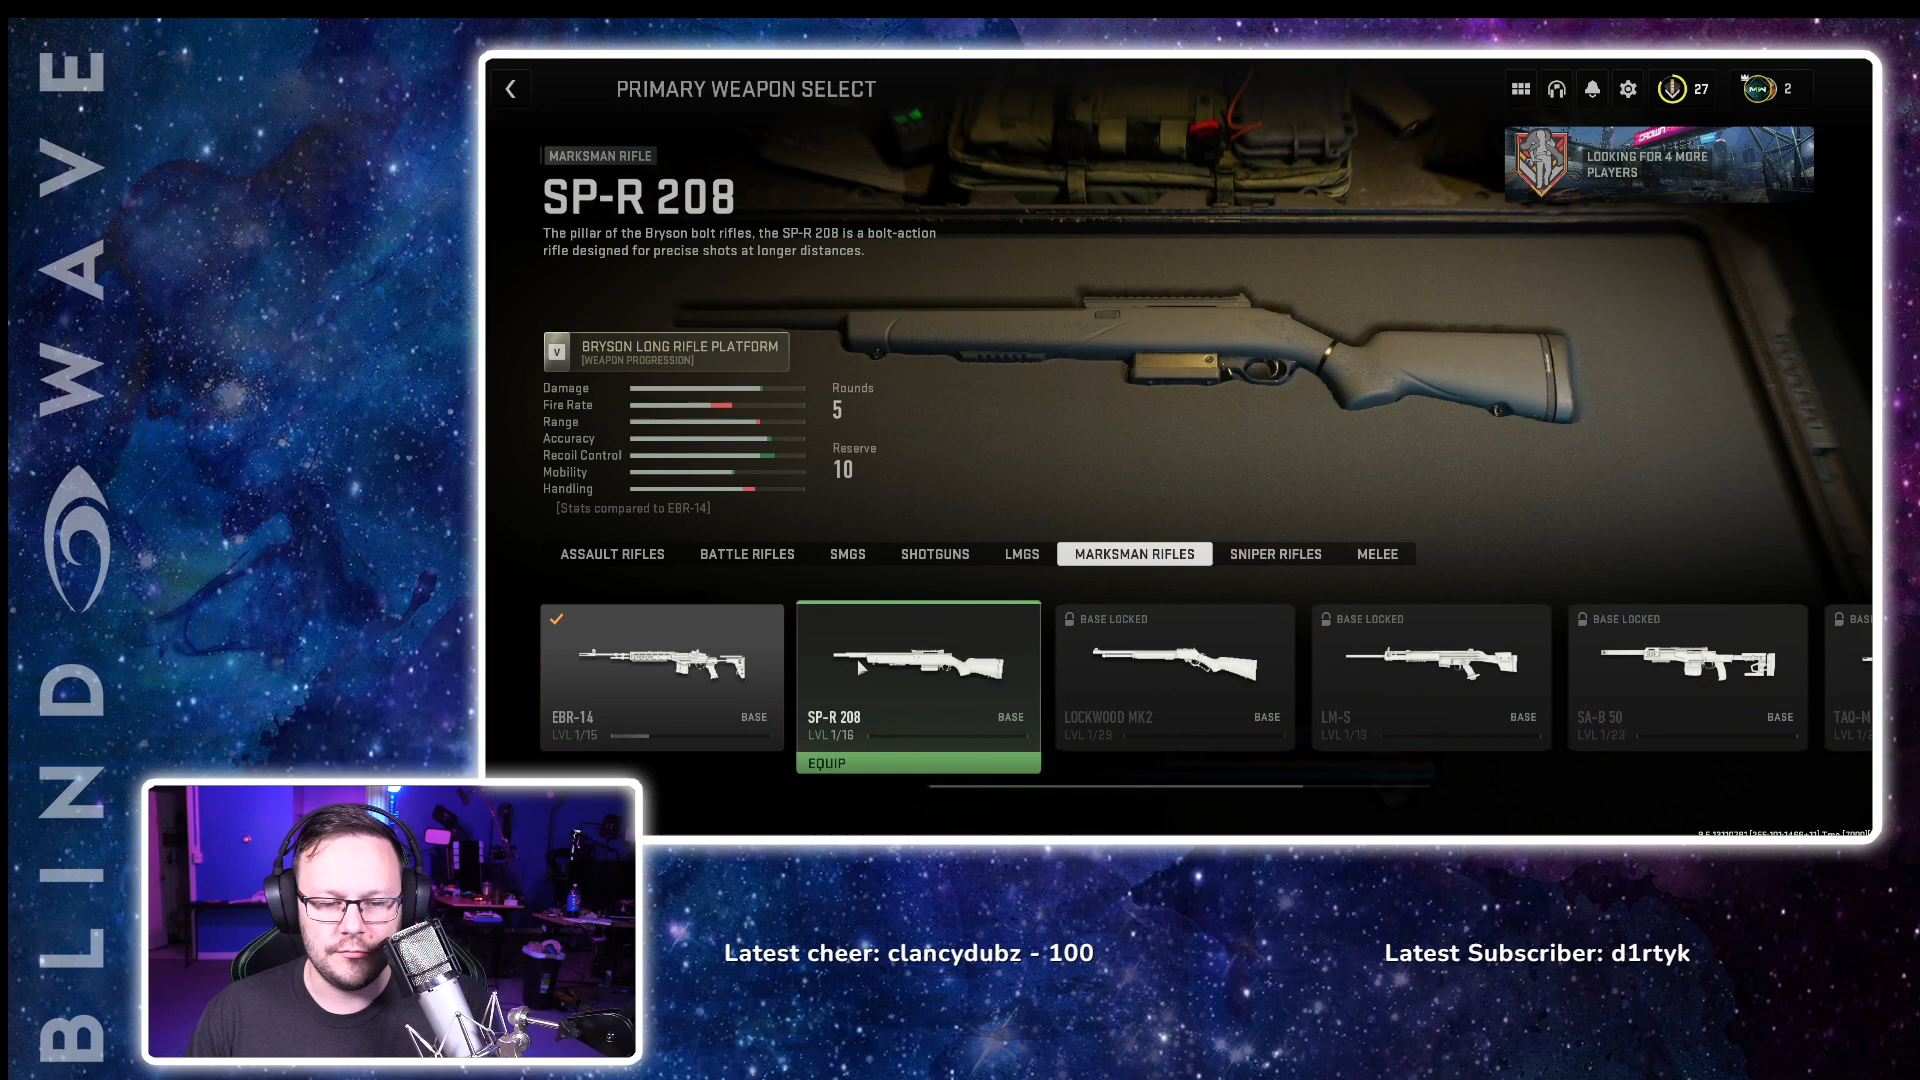 BLIND WAVE
PRIMARY WEAPON SELECT
27
2
LOOKING FOR 4 MORE
PLAYERS
MARKSMAN RIFLE
SP-R 208
The pillar of the Bryson bolt rifles, the SP-R 208 is a bolt-action
rifle designed for precise shots at longer distances.
V
BRYSON LONG RIFLE PLATFORM
[WEAPON PROGRESSION]
Damage
Fire Rate
Range
Accuracy
Recoil Control
Mobility
Handling
[Stats compared to EBR-14]
Rounds
5
Reserve
10
ASSAULT RIFLES BATTLE RIFLES SMGS SHOTGUNS LMGS MARKSMAN RIFLES SNIPER RIFLES MELEE
EBR-14 BASE
LVL 1/15
SP-R 208 BASE
LVL 1/16
EQUIP
BASE LOCKED
LOCKWOOD MK2 BASE
LVL 1/29
BASE LOCKED
LM-S BASE
LVL 1/13
BASE LOCKED
SA-B 50 BASE
LVL 1/23
TAQ-M
Latest cheer: clancydubz - 100
Latest Subscriber: d1rtyk